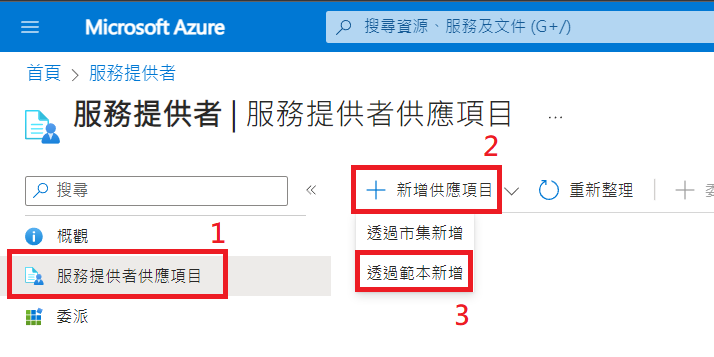 Microsoft Azure
搜尋資源、服務及文件 (G+/)
首頁 > 服務提供者
服務提供者 | 服務提供者供應項目 ...
2
搜尋 «
+ 新增供應項目 重新整理 + 委
1
概觀
透過市集新增
服務提供者供應項目
透過範本新增
3
委派